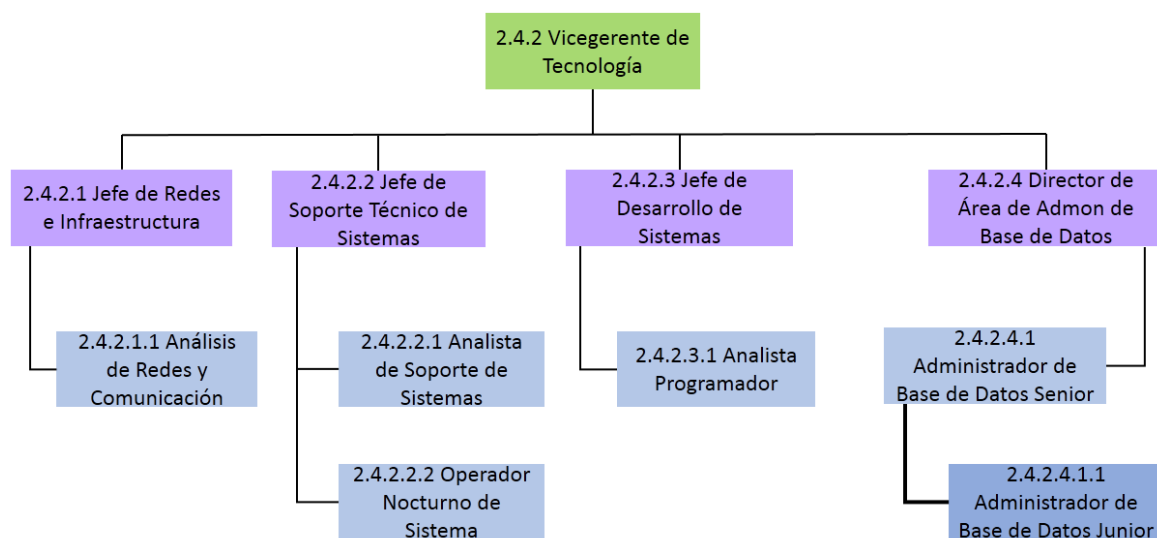 2.4.2 Vicegerente de
Tecnología
2.4.2.1 Jefe de Redes
e Infraestructura
2.4.2.2 Jefe de
Soporte Técnico de
Sistemas
2.4.2.3 Jefe de
Desarrollo de
Sistemas
2.4.2.4 Director de
Área de Admon de
Base de Datos
2.4.2.1.1 Análisis
de Redes y
Comunicación
2.4.2.2.1 Analista
de Soporte de
Sistemas
2.4.2.3.1 Analista
Programador
2.4.2.4.1
Administrador de
Base de Datos Senior
2.4.2.2.2 Operador
Nocturno de
Sistema
2.4.2.4.1.1
Administrador de
Base de Datos Junior